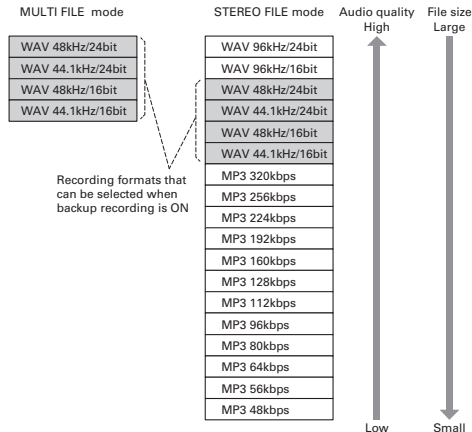 MULTI FILE mode
WAV 48kHz/24bit
WAV 44.1kHz/24bit
WAV 48kHz/16bit
WAV 44.1kHz/16bit
Recording formats that
can be selected when
backup recording is ON
STEREO FILE mode
WAV 96kHz/24bit
WAV 96kHz/16bit
WAV 48kHz/24bit
WAV 44.1kHz/24bit
WAV 48kHz/16bit
WAV 44.1kHz/16bit
MP3 320kbps
MP3 256kbps
MP3 224kbps
MP3 192kbps
MP3 160kbps
MP3 128kbps
MP3 112kbps
MP3 96kbps
MP3 80kbps
MP3 64kbps
MP3 56kbps
MP3 48kbps
Audio quality
High
Low
File size
Large
Small